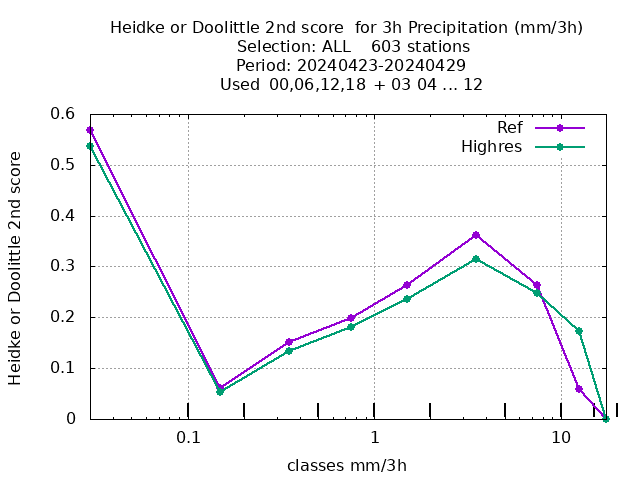 Heidke or Doolittle 2nd score  for 3h Precipitation (mm/3h)
Selection: ALL    603 stations
Period: 20240423-20240429
Used  00,06,12,18  + 03 04 ... 12
Ref
Highres
0.6
0.5
0.4
0.3
0.2
0.1
0
Heidke or Doolittle 2nd score
0.1 1 10
classes mm/3h